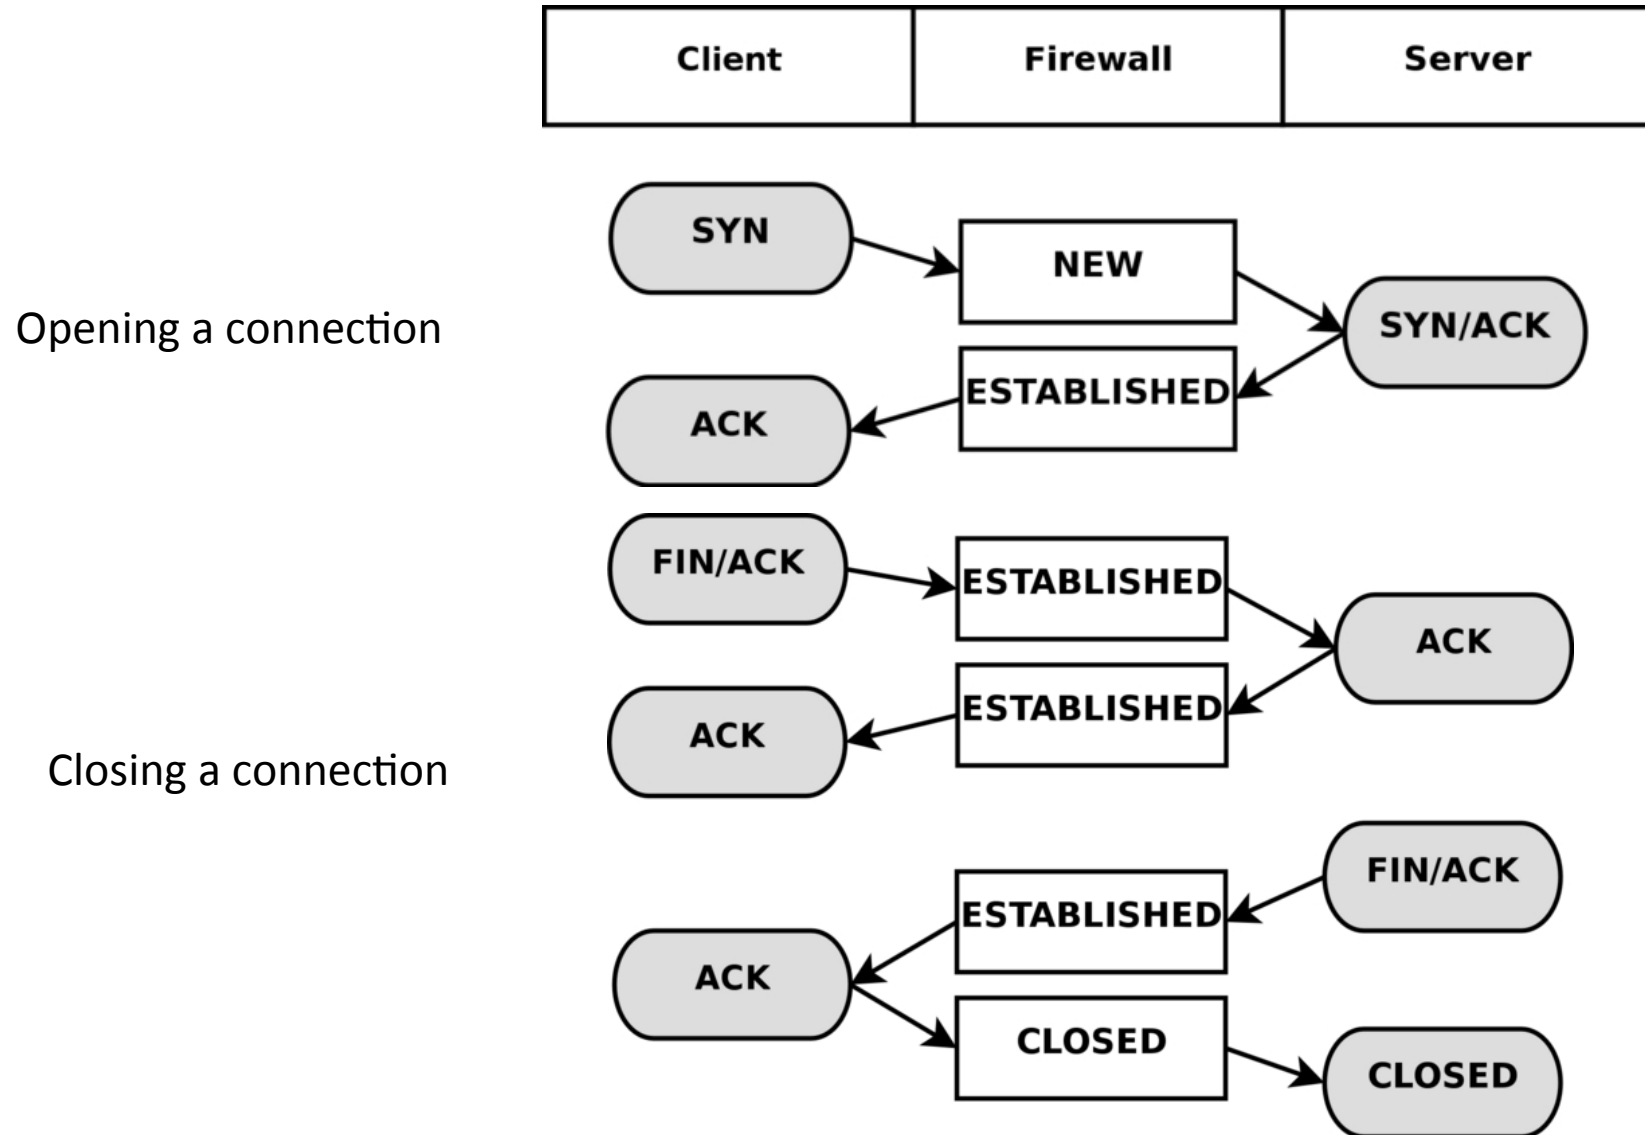 Client Firewall Server
SYN
NEW
SYN/ACK
Opening a connection
ESTABLISHED
ACK
FIN/ACK
ESTABLISHED
ACK
ESTABLISHED
ACK
Closing a connection
FIN/ACK
ESTABLISHED
ACK
CLOSED
CLOSED